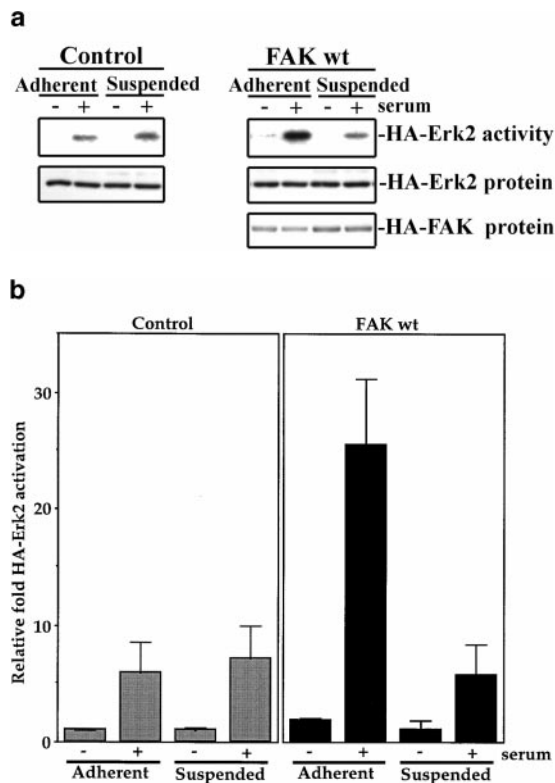 a
Control FAK wt
Adherent Suspended Adherent Suspended
- + - + - + - + serum
-HA-Erk2 activity
-HA-Erk2 protein
-HA-FAK protein
b
Control FAK wt
Relative fold HA-Erk2 activation
30
20
10
0
- + - + - + - + serum
Adherent Suspended Adherent Suspended